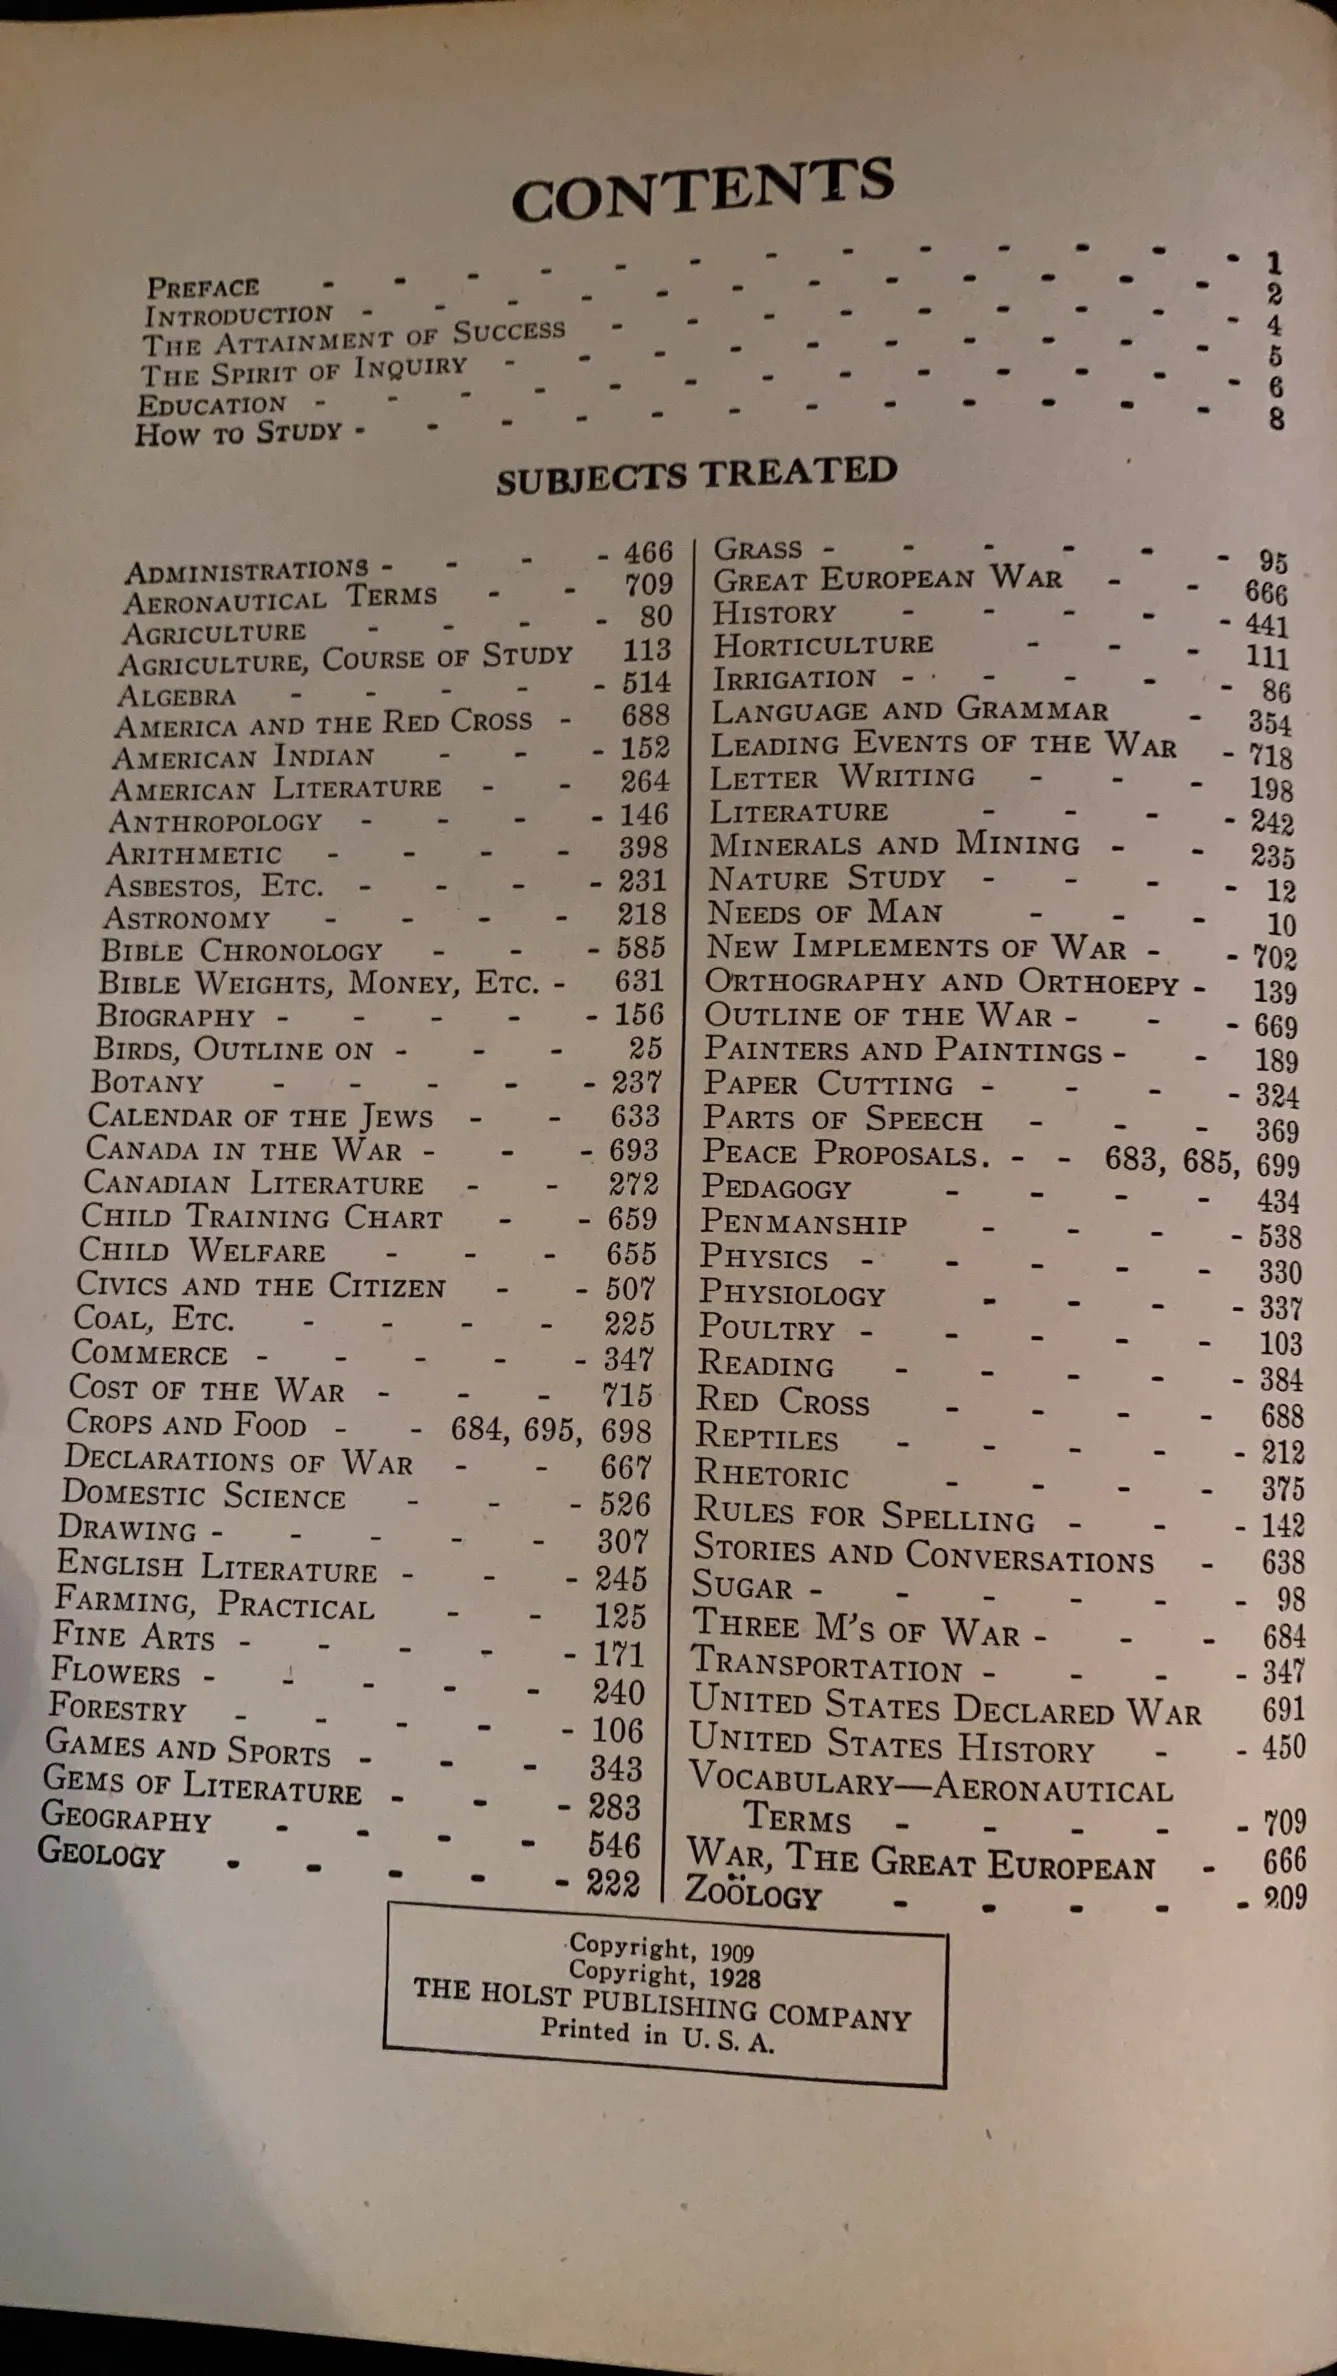 CONTENTS
PREFACE - - - - - - - - - - - - - 1
INTRODUCTION - - - - - - - - - - - - 2
THE ATTAINMENT OF SUCCESS - - - - - - - - - 4
THE SPIRIT OF INQUIRY - - - - - - - - - - 5
EDUCATION - - - - - - - - - - - - - 6
HOW TO STUDY - - - - - - - - - - - - 8
SUBJECTS TREATED
ADMINISTRATIONS - - - - 466
AERONAUTICAL TERMS - - 709
AGRICULTURE - - - - 80
AGRICULTURE, COURSE OF STUDY 113
ALGEBRA - - - - - 514
AMERICA AND THE RED CROSS - 688
AMERICAN INDIAN - - - 152
AMERICAN LITERATURE - - 264
ANTHROPOLOGY - - - - 146
ARITHMETIC - - - - 398
ASBESTOS, ETC. - - - - 231
ASTRONOMY - - - - 218
BIBLE CHRONOLOGY - - - 585
BIBLE WEIGHTS, MONEY, ETC. - 631
BIOGRAPHY - - - - - 156
BIRDS, OUTLINE ON - - - 25
BOTANY - - - - - 237
CALENDAR OF THE JEWS - - 633
CANADA IN THE WAR - - - 693
CANADIAN LITERATURE - - 272
CHILD TRAINING CHART - - 659
CHILD WELFARE - - - 655
CIVICS AND THE CITIZEN - - 507
COAL, ETC. - - - - 225
COMMERCE - - - - - 347
COST OF THE WAR - - - 715
CROPS AND FOOD - - 684, 695, 698
DECLARATIONS OF WAR - - 667
DOMESTIC SCIENCE - - - 526
DRAWING - - - - - 307
ENGLISH LITERATURE - - - 245
FARMING, PRACTICAL - - 125
FINE ARTS - - - - - 171
FLOWERS - - - - - 240
FORESTRY - - - - - 106
GAMES AND SPORTS - - - 343
GEMS OF LITERATURE - - - 283
GEOGRAPHY - - - - 546
GEOLOGY - - - - - 222
GRASS - - - - - - 95
GREAT EUROPEAN WAR - - 666
HISTORY - - - - - 441
HORTICULTURE - - - 111
IRRIGATION - - - - - 86
LANGUAGE AND GRAMMAR - 354
LEADING EVENTS OF THE WAR - 718
LETTER WRITING - - - 198
LITERATURE - - - - 242
MINERALS AND MINING - - 235
NATURE STUDY - - - - 12
NEEDS OF MAN - - - 10
NEW IMPLEMENTS OF WAR - - 702
ORTHOGRAPHY AND ORTHOEPY - 139
OUTLINE OF THE WAR - - - 669
PAINTERS AND PAINTINGS - - 189
PAPER CUTTING - - - - 324
PARTS OF SPEECH - - - 369
PEACE PROPOSALS. - - 683, 685, 699
PEDAGOGY - - - - 434
PENMANSHIP - - - - 538
PHYSICS - - - - - 330
PHYSIOLOGY - - - - 337
POULTRY - - - - - 103
READING - - - - - 384
RED CROSS - - - - 688
REPTILES - - - - - 212
RHETORIC - - - - 375
RULES FOR SPELLING - - - 142
STORIES AND CONVERSATIONS - 638
SUGAR - - - - - - 98
THREE M'S OF WAR - - - 684
TRANSPORTATION - - - - 347
UNITED STATES DECLARED WAR 691
UNITED STATES HISTORY - - 450
VOCABULARY—AERONAUTICAL
TERMS - - - - - 709
WAR, THE GREAT EUROPEAN - 666
ZOÖLOGY - - - - - 209
Copyright, 1909
Copyright, 1928
THE HOLST PUBLISHING COMPANY
Printed in U. S. A.